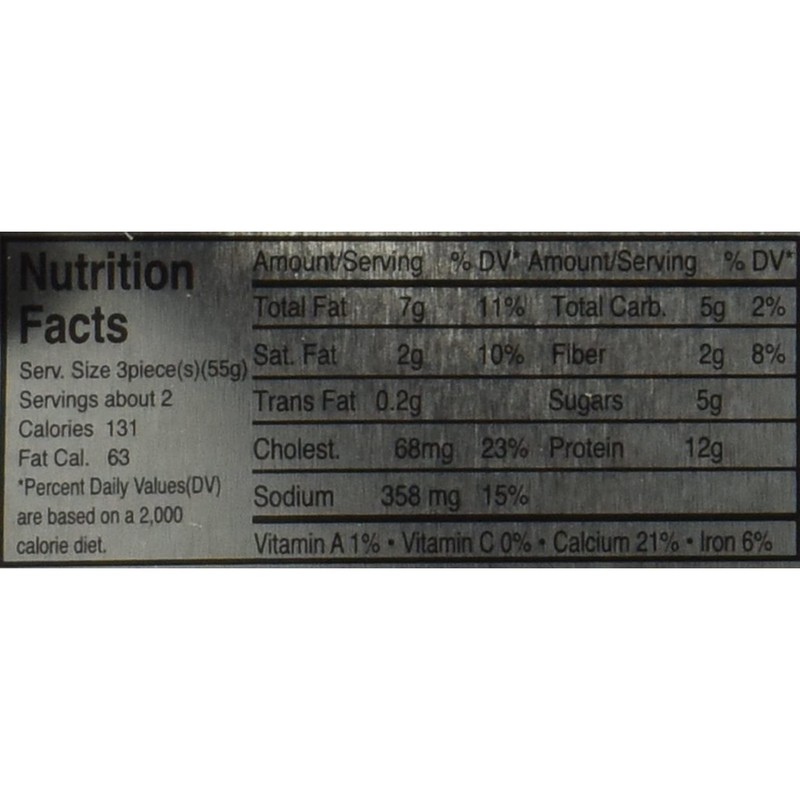 Nutrition
Facts
Serv. Size 3piece(s)(55g)
Servings about 2
Calories 131
Fat Cal. 63
*Percent Daily Values(DV)
are based on a 2,000
calorie diet.
Amount/Serving % DV* Amount/Serving % DV*
Total Fat 7g 11% Total Carb. 5g 2%
Sat. Fat 2g 10% Fiber 2g 8%
Trans Fat 0.2g Sugars 5g
Cholest. 68mg 23% Protein 12g
Sodium 358 mg 15%
Vitamin A 1% • Vitamin C 0% • Calcium 21% • Iron 6%